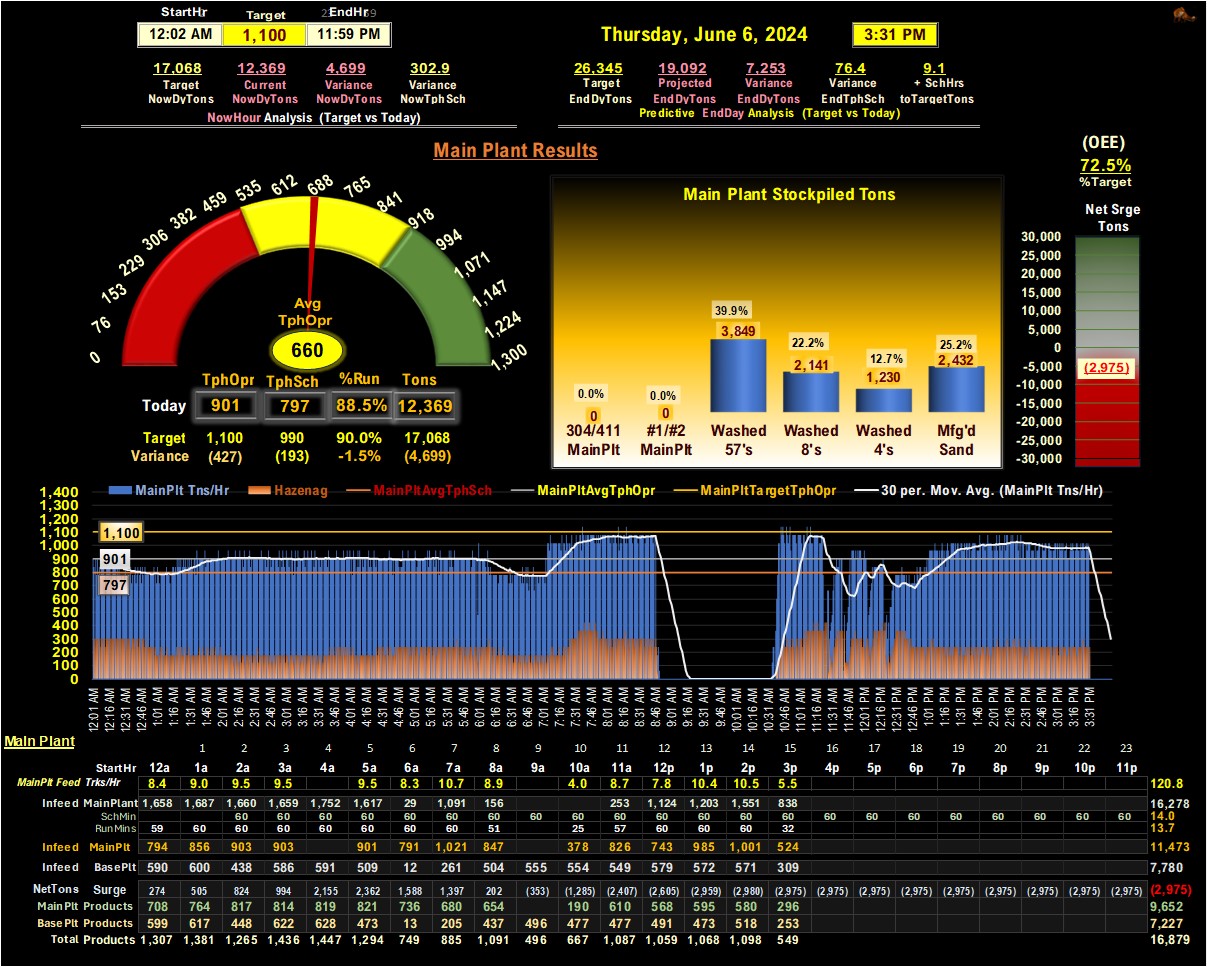 StartHr Target EndHr
12:02 AM 1,100 11:59 PM
Thursday, June 6, 2024 3:31 PM
17,068 12,369 4,699 302.9
Target Current Variance Variance
NowDyTons NowDyTons NowDyTons NowTphSch
NowHour Analysis (Target vs Today)
26,345 19,092 7,253 76.4 9.1
Target Projected Variance Variance + SchHrs
EndDyTons EndDyTons EndDyTons EndTphSch toTargetTons
Predictive EndDay Analysis (Target vs Today)
Main Plant Results
(OEE)
72.5%
%Target
0 76 153 229 306 382 459 535 612 688 765 841 918 994 1,071 1,147 1,224 1,300
Avg
TphOpr
660
TphOpr TphSch %Run Tons
Today 901 797 88.5% 12,369
Target 1,100 990 90.0% 17,068
Variance (427) (193) -1.5% (4,699)
Main Plant Stockpiled Tons
0.0% 0.0% 39.9% 22.2% 12.7% 25.2%
0 0 3,849 2,141 1,230 2,432
304/411 #1/#2 Washed Washed Washed Mfg'd
MainPlt MainPlt 57's 8's 4's Sand
Net Srge
Tons
30,000
25,000
20,000
15,000
10,000
5,000
0
-5,000
(2,975)
-10,000
-15,000
-20,000
-25,000
-30,000
MainPlt Tns/Hr Hazenag MainPltAvgTphSch MainPltAvgTphOpr MainPltTargetTphOpr 30 per. Mov. Avg. (MainPlt Tns/Hr)
1,400
1,300
1,200
1,100
1,000
900
800
700
600
500
400
300
200
100
0
1,100
901
797
12:01 AM 12:16 AM 12:31 AM 12:46 AM 1:01 AM 1:16 AM 1:31 AM 1:48 AM 2:01 AM 2:16 AM 2:31 AM 2:46 AM 3:01 AM 3:16 AM 3:31 AM 3:46 AM 4:01 AM 4:16 AM 4:31 AM 4:46 AM 5:01 AM 5:16 AM 5:31 AM 5:46 AM 6:01 AM 6:16 AM 6:31 AM 6:46 AM 7:01 AM 7:16 AM 7:31 AM 7:46 AM 8:01 AM 8:16 AM 8:31 AM 8:46 AM 9:01 AM 9:16 AM 9:31 AM 9:46 AM 10:01 AM 10:16 AM 10:31 AM 10:46 AM 11:01 AM 11:16 AM 11:31 AM 11:46 AM 12:01 PM 12:16 PM 12:31 PM 12:46 PM 1:01 PM 1:16 PM 1:31 PM 1:46 PM 2:01 PM 2:16 PM 2:31 PM 2:46 PM 3:01 PM 3:16 PM 3:31 PM
Main Plant
1 2 3 4 5 6 7 8 9 10 11 12 13 14 15 16 17 18 19 20 21 22 23
StartHr 12a 1a 2a 3a 4a 5a 6a 7a 8a 9a 10a 11a 12p 1p 2p 3p 4p 5p 6p 7p 8p 9p 10p 11p
MainPlt Feed Trks/Hr 8.4 9.0 9.5 9.5 9.5 8.3 10.7 8.9 4.0 8.7 7.8 10.4 10.5 5.5 120.8
Infeed MainPlant 1,658 1,687 1,660 1,659 1,752 1,617 29 1,091 156 253 1,124 1,203 1,551 838 16,278
SchMin 60 60 60 60 60 60 60 60 60 60 60 60 60 60 60 60 60 60 60 60 60 60 14.0
RunMins 59 60 60 60 60 60 60 51 25 57 60 60 60 32 13.7
Infeed MainPlt 794 856 903 903 901 791 1,021 847 378 826 743 985 1,001 524 11,473
Infeed BasePlt 590 600 438 586 591 509 12 261 504 555 554 549 579 572 571 309 7,780
NetTons Surge 274 505 824 994 2,155 2,362 1,588 1,397 202 (353) (1,285) (2,407) (2,605) (2,959) (2,980) (2,975) (2,975) (2,975) (2,975) (2,975) (2,975) (2,975) (2,975) (2,975) (2,975)
MainPlt Products 708 764 817 814 819 821 736 680 654 190 610 568 595 580 296 9,652
BasePlt Products 599 617 448 622 628 473 13 205 437 496 477 477 491 473 518 253 7,227
Total Products 1,307 1,381 1,265 1,436 1,447 1,294 749 885 1,091 496 667 1,087 1,059 1,068 1,098 549 16,879